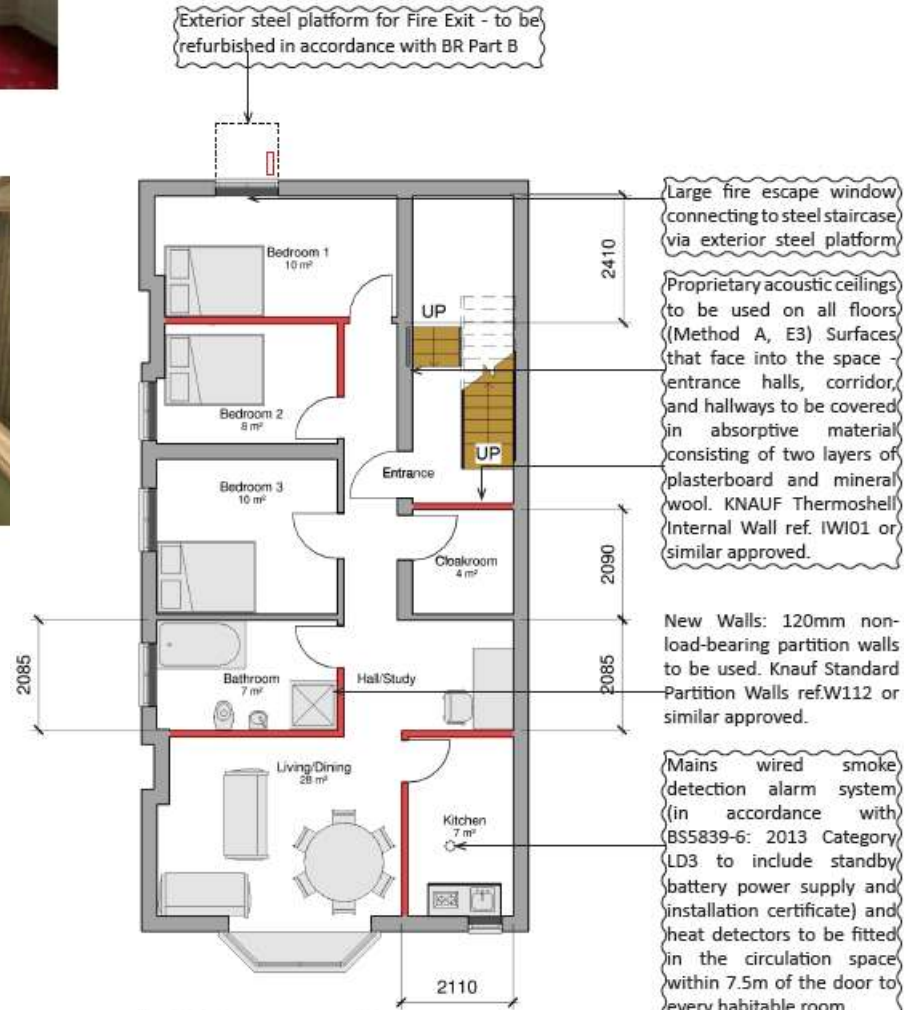 Exterior steel platform for Fire Exit - to be
refurbished in accordance with BR Part B
Large fire escape window
connecting to steel staircase
via exterior steel platform
Proprietary acoustic ceilings
to be used on all floors
(Method A, E3) Surfaces
that face into the space -
entrance halls, corridor,
and hallways to be covered
in absorptive material
consisting of two layers of
plasterboard and mineral
wool. KNAUF Thermoshell
Internal Wall ref. IWI01 or
similar approved.
New Walls: 120mm non-
load-bearing partition walls
to be used. Knauf Standard
Partition Walls ref.W112 or
similar approved.
Mains wired smoke
detection alarm system
(in accordance with
BS5839-6: 2013 Category
LD3 to include standby
battery power supply and
installation certificate) and
heat detectors to be fitted
in the circulation space
within 7.5m of the door to
every habitable room
Bedroom 1
10 m²
2410
UP
Bedroom 2
8 m²
UP
Entrance
Bedroom 3
10 m²
Cloakroom
4 m²
2090
2085
Bathroom
7 m²
Hall/Study
2085
Living/Dining
28 m²
Kitchen
7 m²
2110